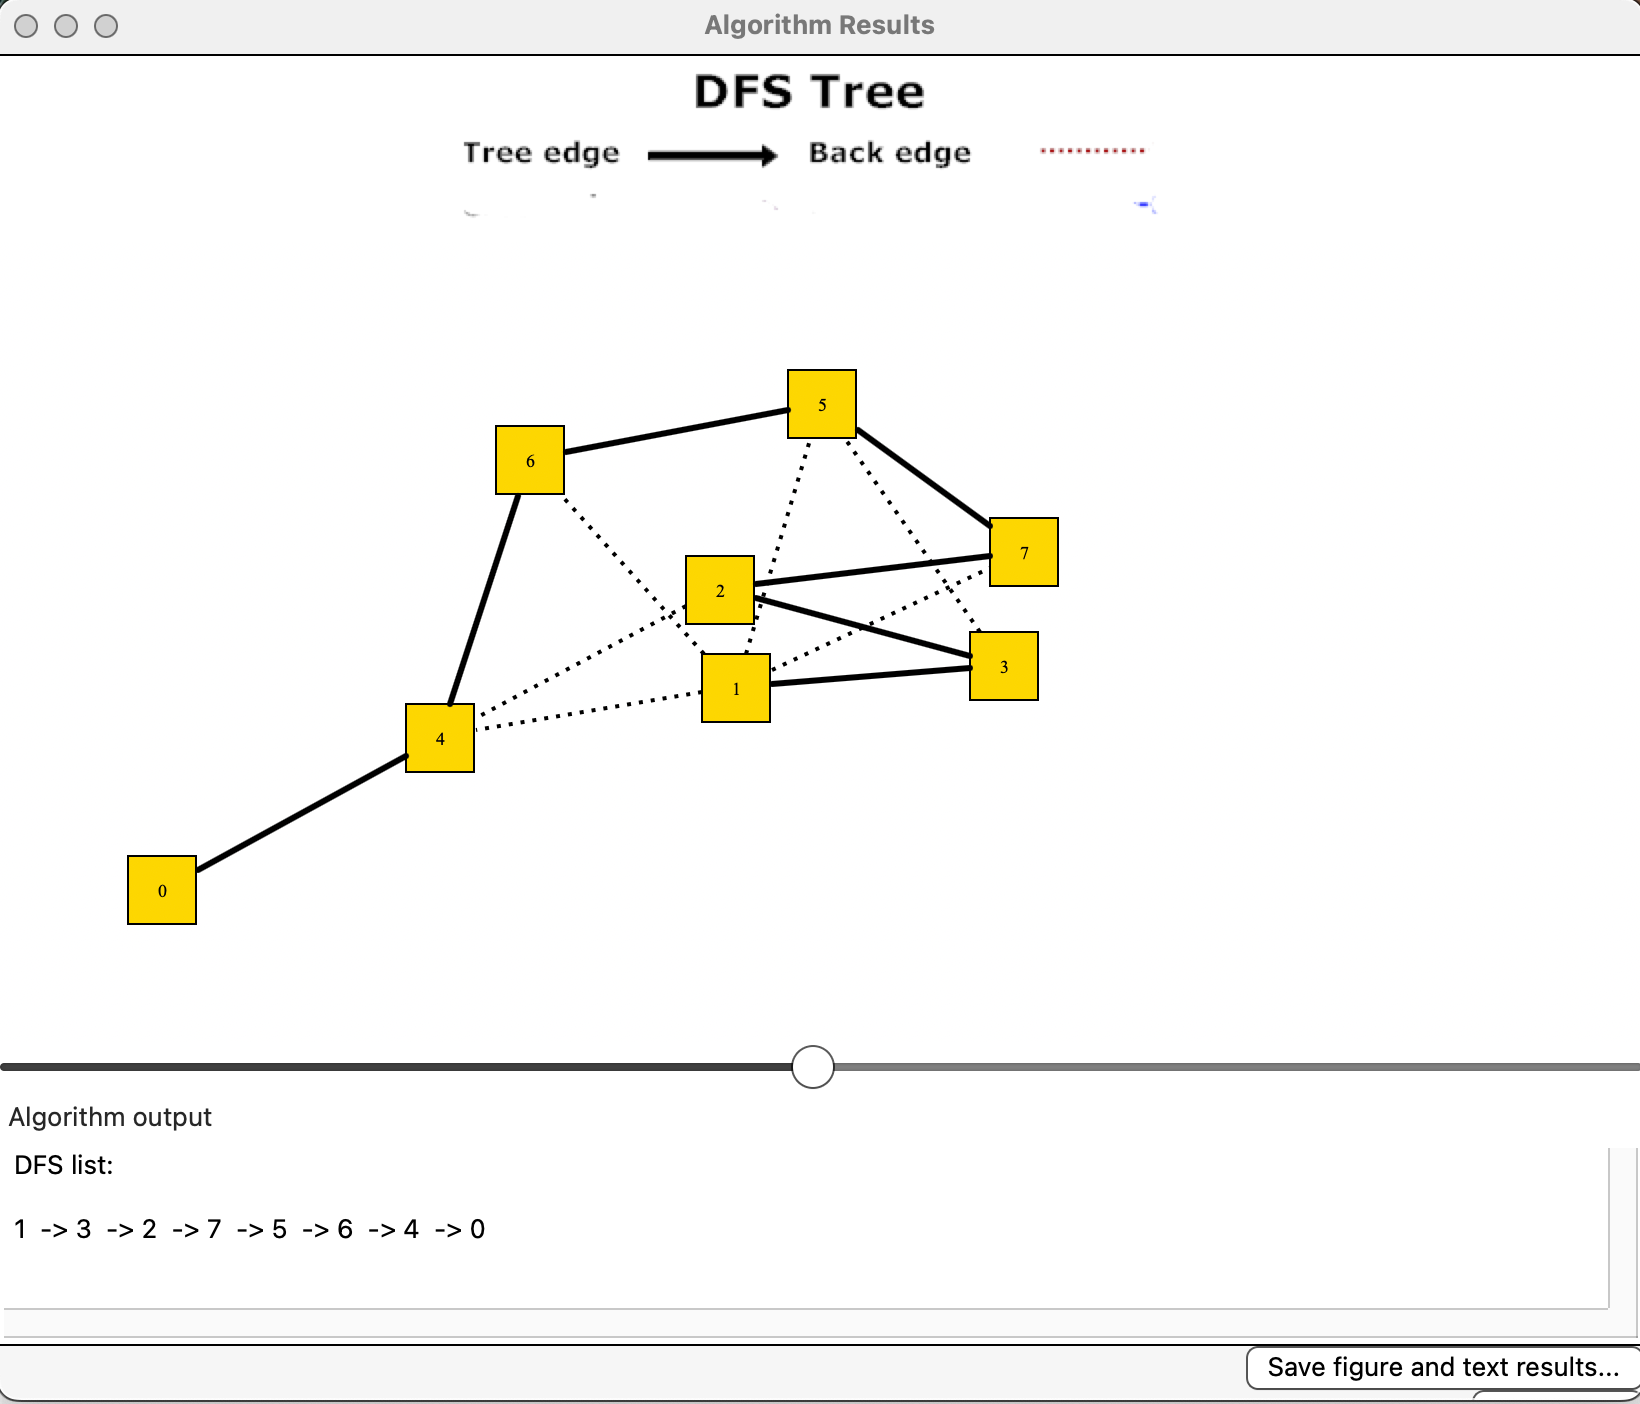 Algorithm Results
DFS Tree
Tree edge Back edge
5
6
7
2
3
1
4
0
Algorithm output
DFS list:
1 -> 3 -> 2 -> 7 -> 5 -> 6 -> 4 -> 0
Save figure and text results...